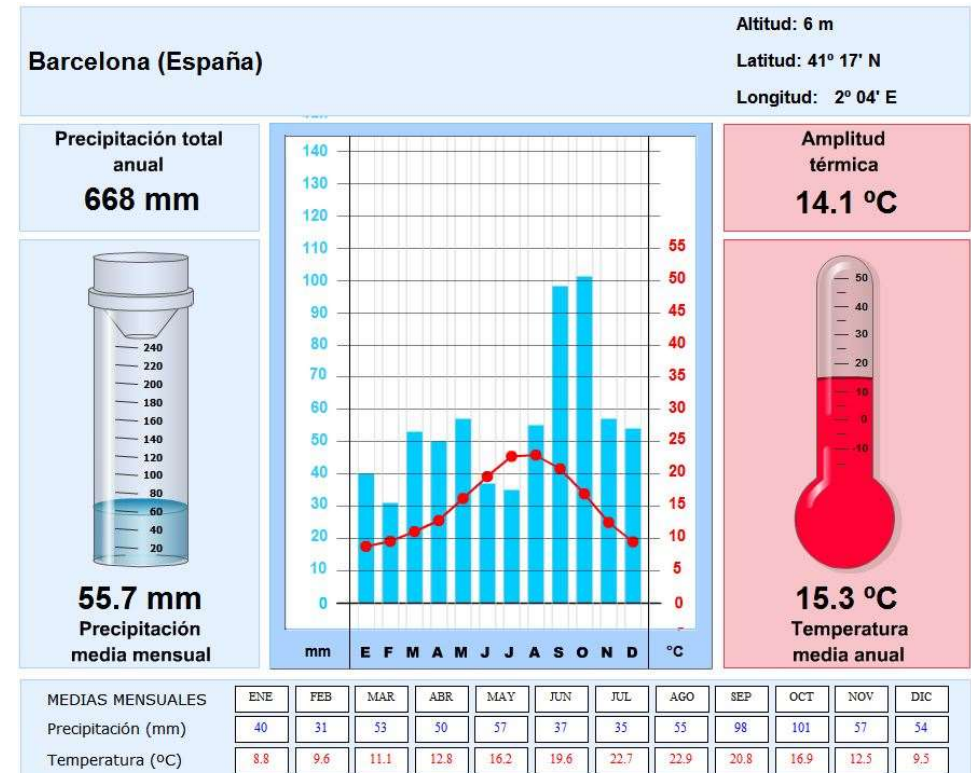 Barcelona (España)
Altitud: 6 m
Latitud: 41º 17' N
Longitud: 2º 04' E
Precipitación total
anual
668 mm
240
220
200
180
160
140
120
100
80
60
40
20
55.7 mm
Precipitación
media mensual
140
130
120
110
100
90
80
70
60
50
40
30
20
10
0
55
50
45
40
35
30
25
20
15
10
5
0
mm E F M A M J J A S O N D ºC
Amplitud
térmica
14.1 ºC
50
40
30
20
10
0
-10
15.3 ºC
Temperatura
media anual
MEDIAS MENSUALES ENE FEB MAR ABR MAY JUN JUL AGO SEP OCT NOV DIC
Precipitación (mm) 40 31 53 50 57 37 35 55 98 101 57 54
Temperatura (ºC) 8.8 9.6 11.1 12.8 16.2 19.6 22.7 22.9 20.8 16.9 12.5 9.5